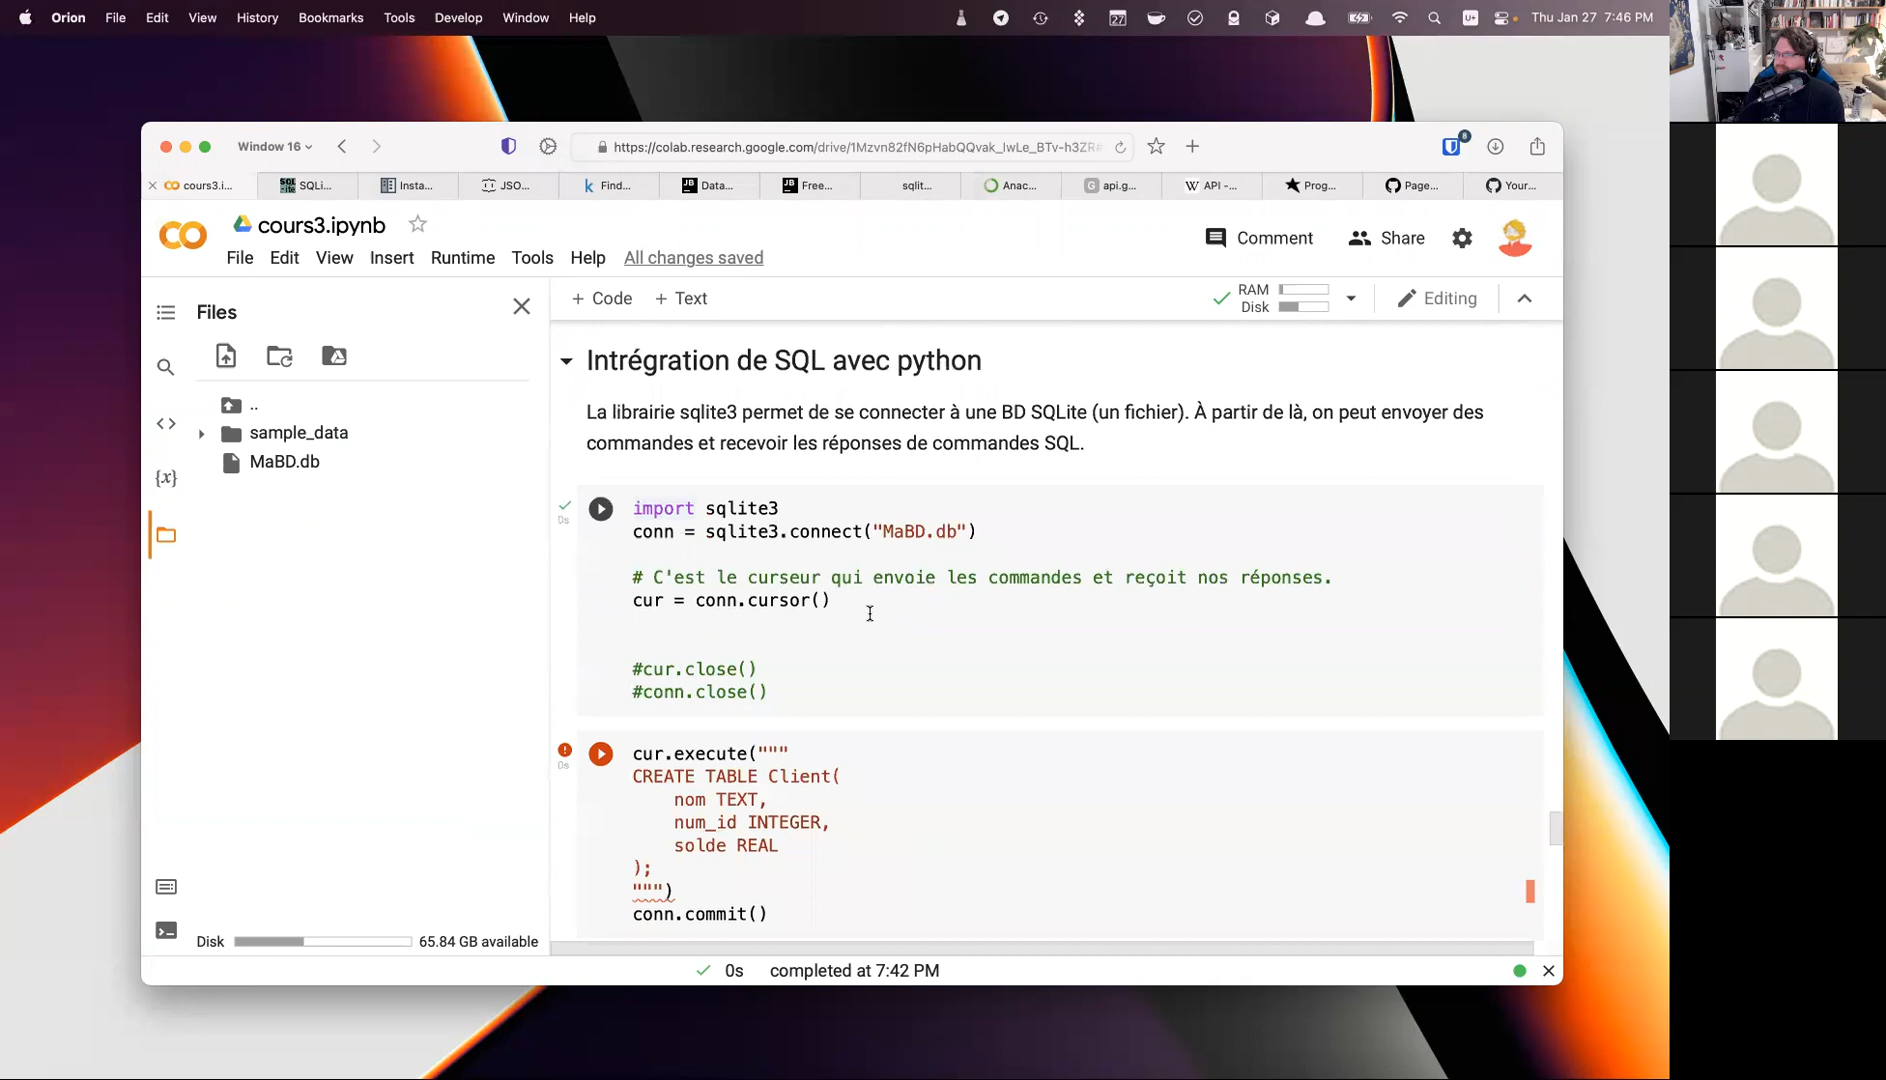 Orion File Edit View History Bookmarks Tools Develop Window Help 27 U+ Thu Jan 27 7:46 PM
Window 16 https://colab.research.google.com/drive/1Mzvn82fN6pHabQQvak_lwLe_BTv-h3ZR# 8
cours3.i... SQLi... Insta... JSO... Find... Data... Free... sqlit... Anac... api.g... API -... Prog... Page... Your...
cours3.ipynb
Comment Share
File Edit View Insert Runtime Tools Help All changes saved
Files
+ Code + Text
RAM
Disk
Editing
..
sample_data
MaBD.db
Disk 65.84 GB available
Intrégration de SQL avec python
La librairie sqlite3 permet de se connecter à une BD SQLite (un fichier). À partir de là, on peut envoyer des
commandes et recevoir les réponses de commandes SQL.
0s
import sqlite3
conn = sqlite3.connect("MaBD.db")
# C'est le curseur qui envoie les commandes et reçoit nos réponses.
cur = conn.cursor()
#cur.close()
#conn.close()
0s
cur.execute("""
CREATE TABLE Client(
nom TEXT,
num_id INTEGER,
solde REAL
);
""")
conn.commit()
0s completed at 7:42 PM